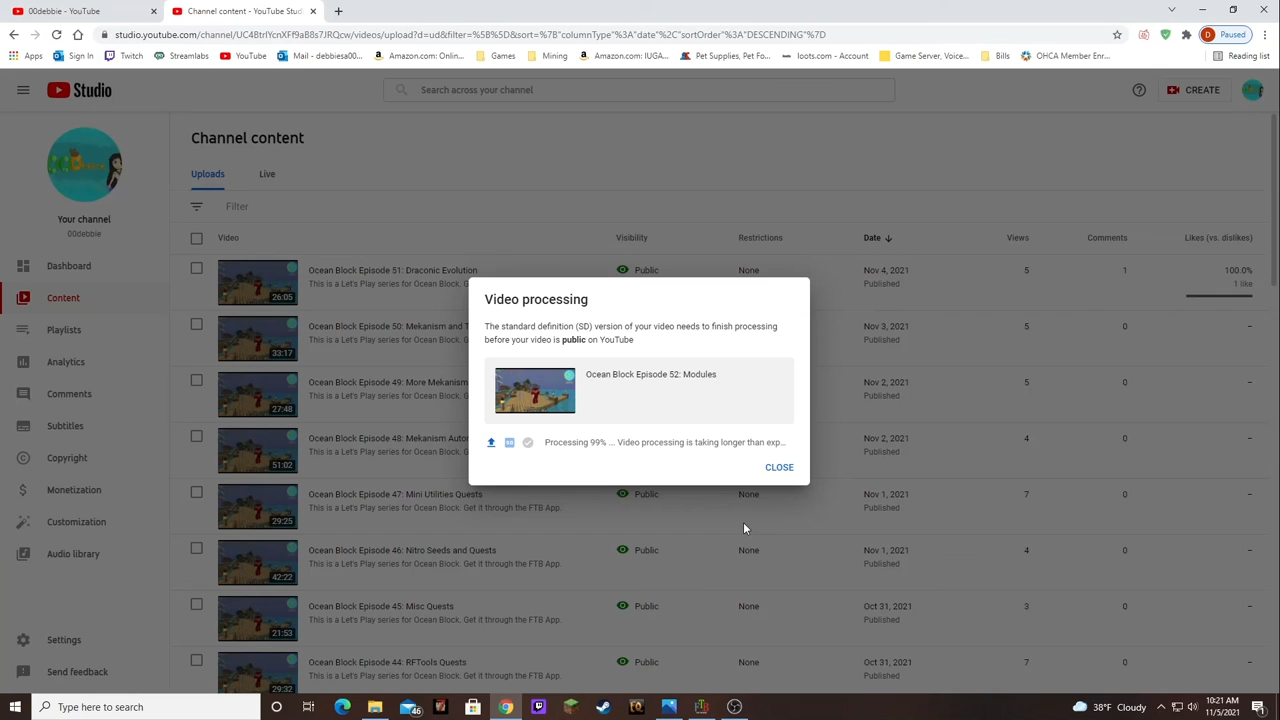 00debbie - YouTube
Channel content - YouTube Stud
studio.youtube.com/channel/UC4BtrlYcnXFf9aB8s7JRQcw/videos/upload?d=ud&filter=%5B%5D&sort=%7B"columnType"%3A"date"%2C"sortOrder"%3A"DESCENDING"%7D
D Paused
Apps
Sign In
Twitch
Streamlabs
YouTube
Mail - debbiesa00...
Amazon.com: Onlin...
Games
Mining
Amazon.com: IUGA...
Pet Supplies, Pet Fo...
loots.com - Account
Game Server, Voice...
Bills
OHCA Member Enr...
Reading list
Studio
Search across your channel
CREATE
Channel content
Uploads Live
Filter
Your channel
00debbie
Dashboard
Content
Playlists
Analytics
Comments
Subtitles
Copyright
Monetization
Customization
Audio library
Settings
Send feedback
Video Visibility Restrictions Date Views Comments Likes (vs. dislikes)
26:05 Ocean Block Episode 51: Draconic Evolution Public None Nov 4, 2021 5 1 100.0%
This is a Let's Play series for Ocean Block. Get it through the FTB App. Published 1 like
33:17 Ocean Block Episode 50: Mekanism and T Nov 3, 2021 5 0 –
This is a Let's Play series for Ocean Block. Published
27:48 Ocean Block Episode 49: More Mekanism Nov 2, 2021 5 0 –
This is a Let's Play series for Ocean Block. Published
51:02 Ocean Block Episode 48: Mekanism Auto Nov 2, 2021 4 0 –
This is a Let's Play series for Ocean Block. Published
29:25 Ocean Block Episode 47: Mini Utilities Quests Public None Nov 1, 2021 7 0 –
This is a Let's Play series for Ocean Block. Get it through the FTB App. Published
42:22 Ocean Block Episode 46: Nitro Seeds and Quests Public None Nov 1, 2021 4 0 –
This is a Let's Play series for Ocean Block. Get it through the FTB App. Published
21:53 Ocean Block Episode 45: Misc Quests Public None Oct 31, 2021 3 0 –
This is a Let's Play series for Ocean Block. Get it through the FTB App. Published
29:32 Ocean Block Episode 44: RFTools Quests Public None Oct 31, 2021 7 0 –
This is a Let's Play series for Ocean Block. Get it through the FTB App. Published
Video processing
The standard definition (SD) version of your video needs to finish processing
before your video is public on YouTube
Ocean Block Episode 52: Modules
SD Processing 99% ... Video processing is taking longer than exp...
CLOSE
Type here to search
46
38°F Cloudy
10:21 AM
11/5/2021